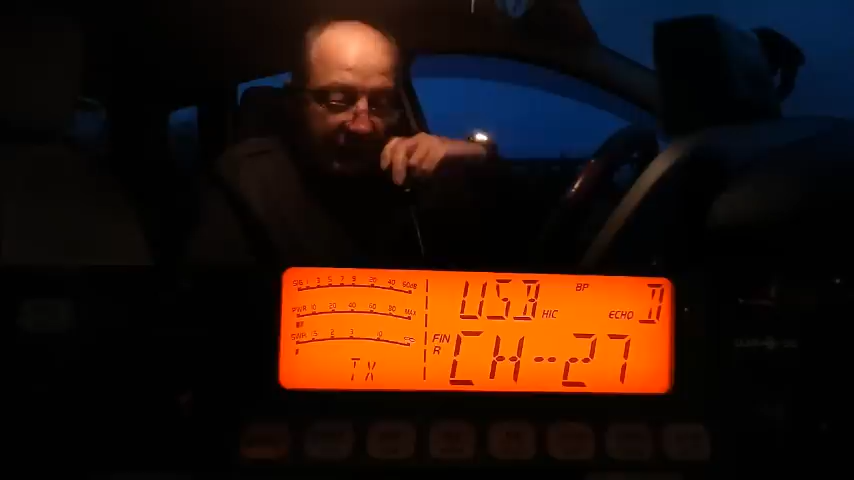 SIG 1 3 5 7 9 20 40 60dB
PWR 10 20 40 60 80 MAX
SWR 1.5 2 3 10 ∞
TX
USB HIC BP ECHO D
FIN R CH-27